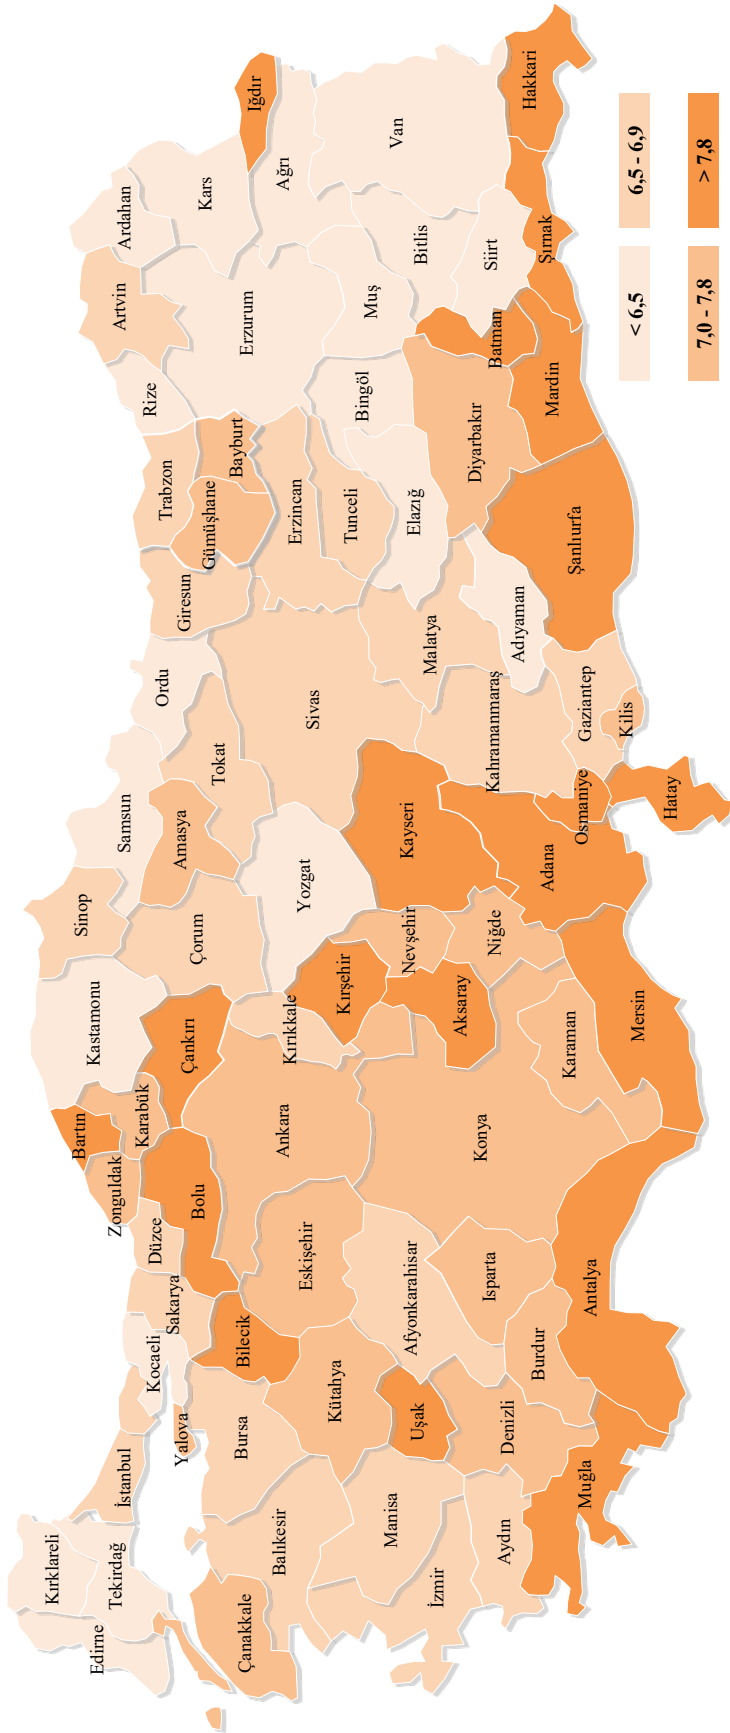 Kırklareli
Edirne
Tekirdağ
İstanbul
Kocaeli
Yalova
Sakarya
Düzce
Zonguldak
Bartın
Karabük
Kastamonu
Sinop
Samsun
Ordu
Giresun
Trabzon
Rize
Artvin
Ardahan
Çanakkale
Balıkesir
Bursa
Bilecik
Bolu
Çankırı
Çorum
Amasya
Tokat
Gümüşhane
Bayburt
Erzurum
Kars
Iğdır
Kütahya
Eskişehir
Ankara
Kırıkkale
Yozgat
Sivas
Erzincan
Tunceli
Bingöl
Muş
Ağrı
Manisa
İzmir
Uşak
Afyonkarahisar
Kırşehir
Nevşehir
Kayseri
Malatya
Elazığ
Bitlis
Van
Aydın
Denizli
Isparta
Burdur
Konya
Aksaray
Niğde
Kahramanmaraş
Adıyaman
Diyarbakır
Batman
Siirt
Muğla
Antalya
Karaman
Mersin
Adana
Osmaniye
Gaziantep
Kilis
Hatay
Şanlıurfa
Mardin
Şırnak
Hakkari
< 6,5
6,5 - 6,9
7,0 - 7,8
> 7,8